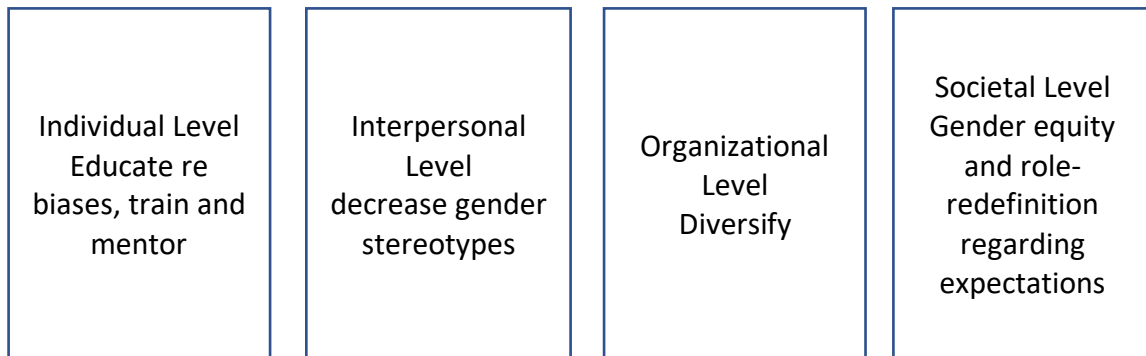 Individual Level
Educate re
biases, train and
mentor
Interpersonal
Level
decrease gender
stereotypes
Organizational
Level
Diversify
Societal Level
Gender equity
and role-
redefinition
regarding
expectations